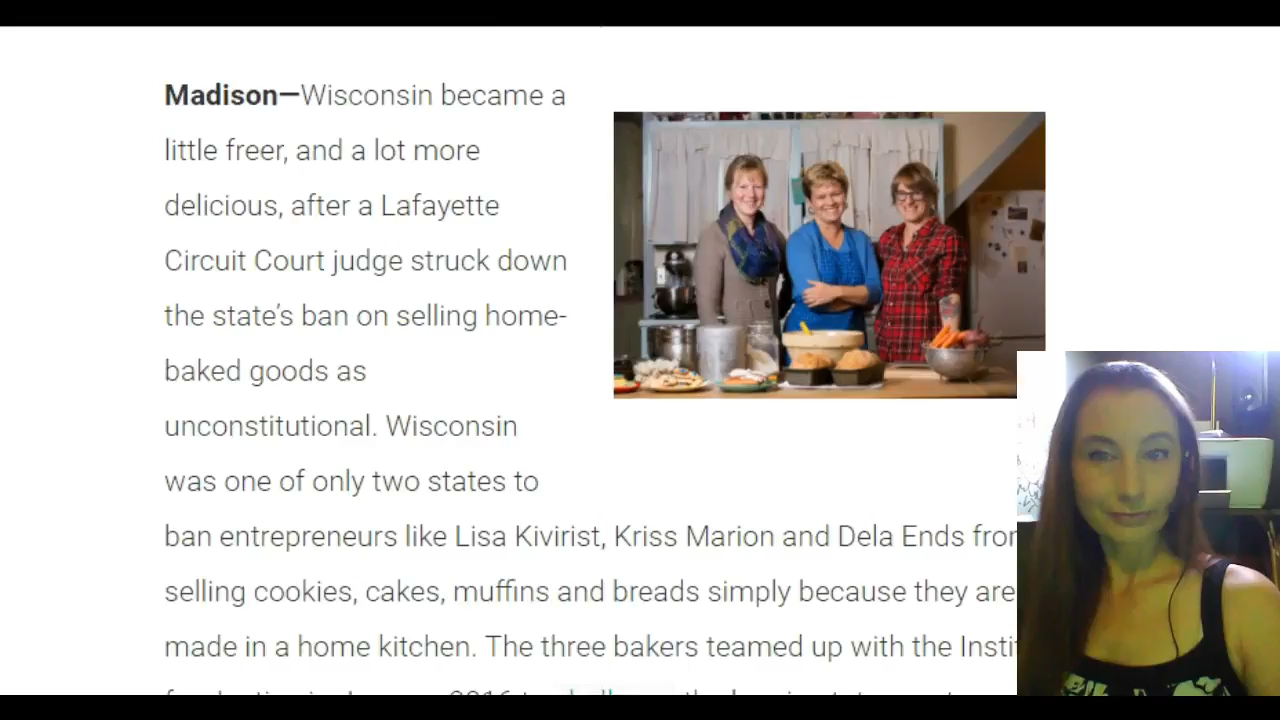 Madison—Wisconsin became a
little freer, and a lot more
delicious, after a Lafayette
Circuit Court judge struck down
the state’s ban on selling home-
baked goods as
unconstitutional. Wisconsin
was one of only two states to
ban entrepreneurs like Lisa Kivirist, Kriss Marion and Dela Ends
selling cookies, cakes, muffins and breads simply because they are
made in a home kitchen. The three bakers teamed up with the